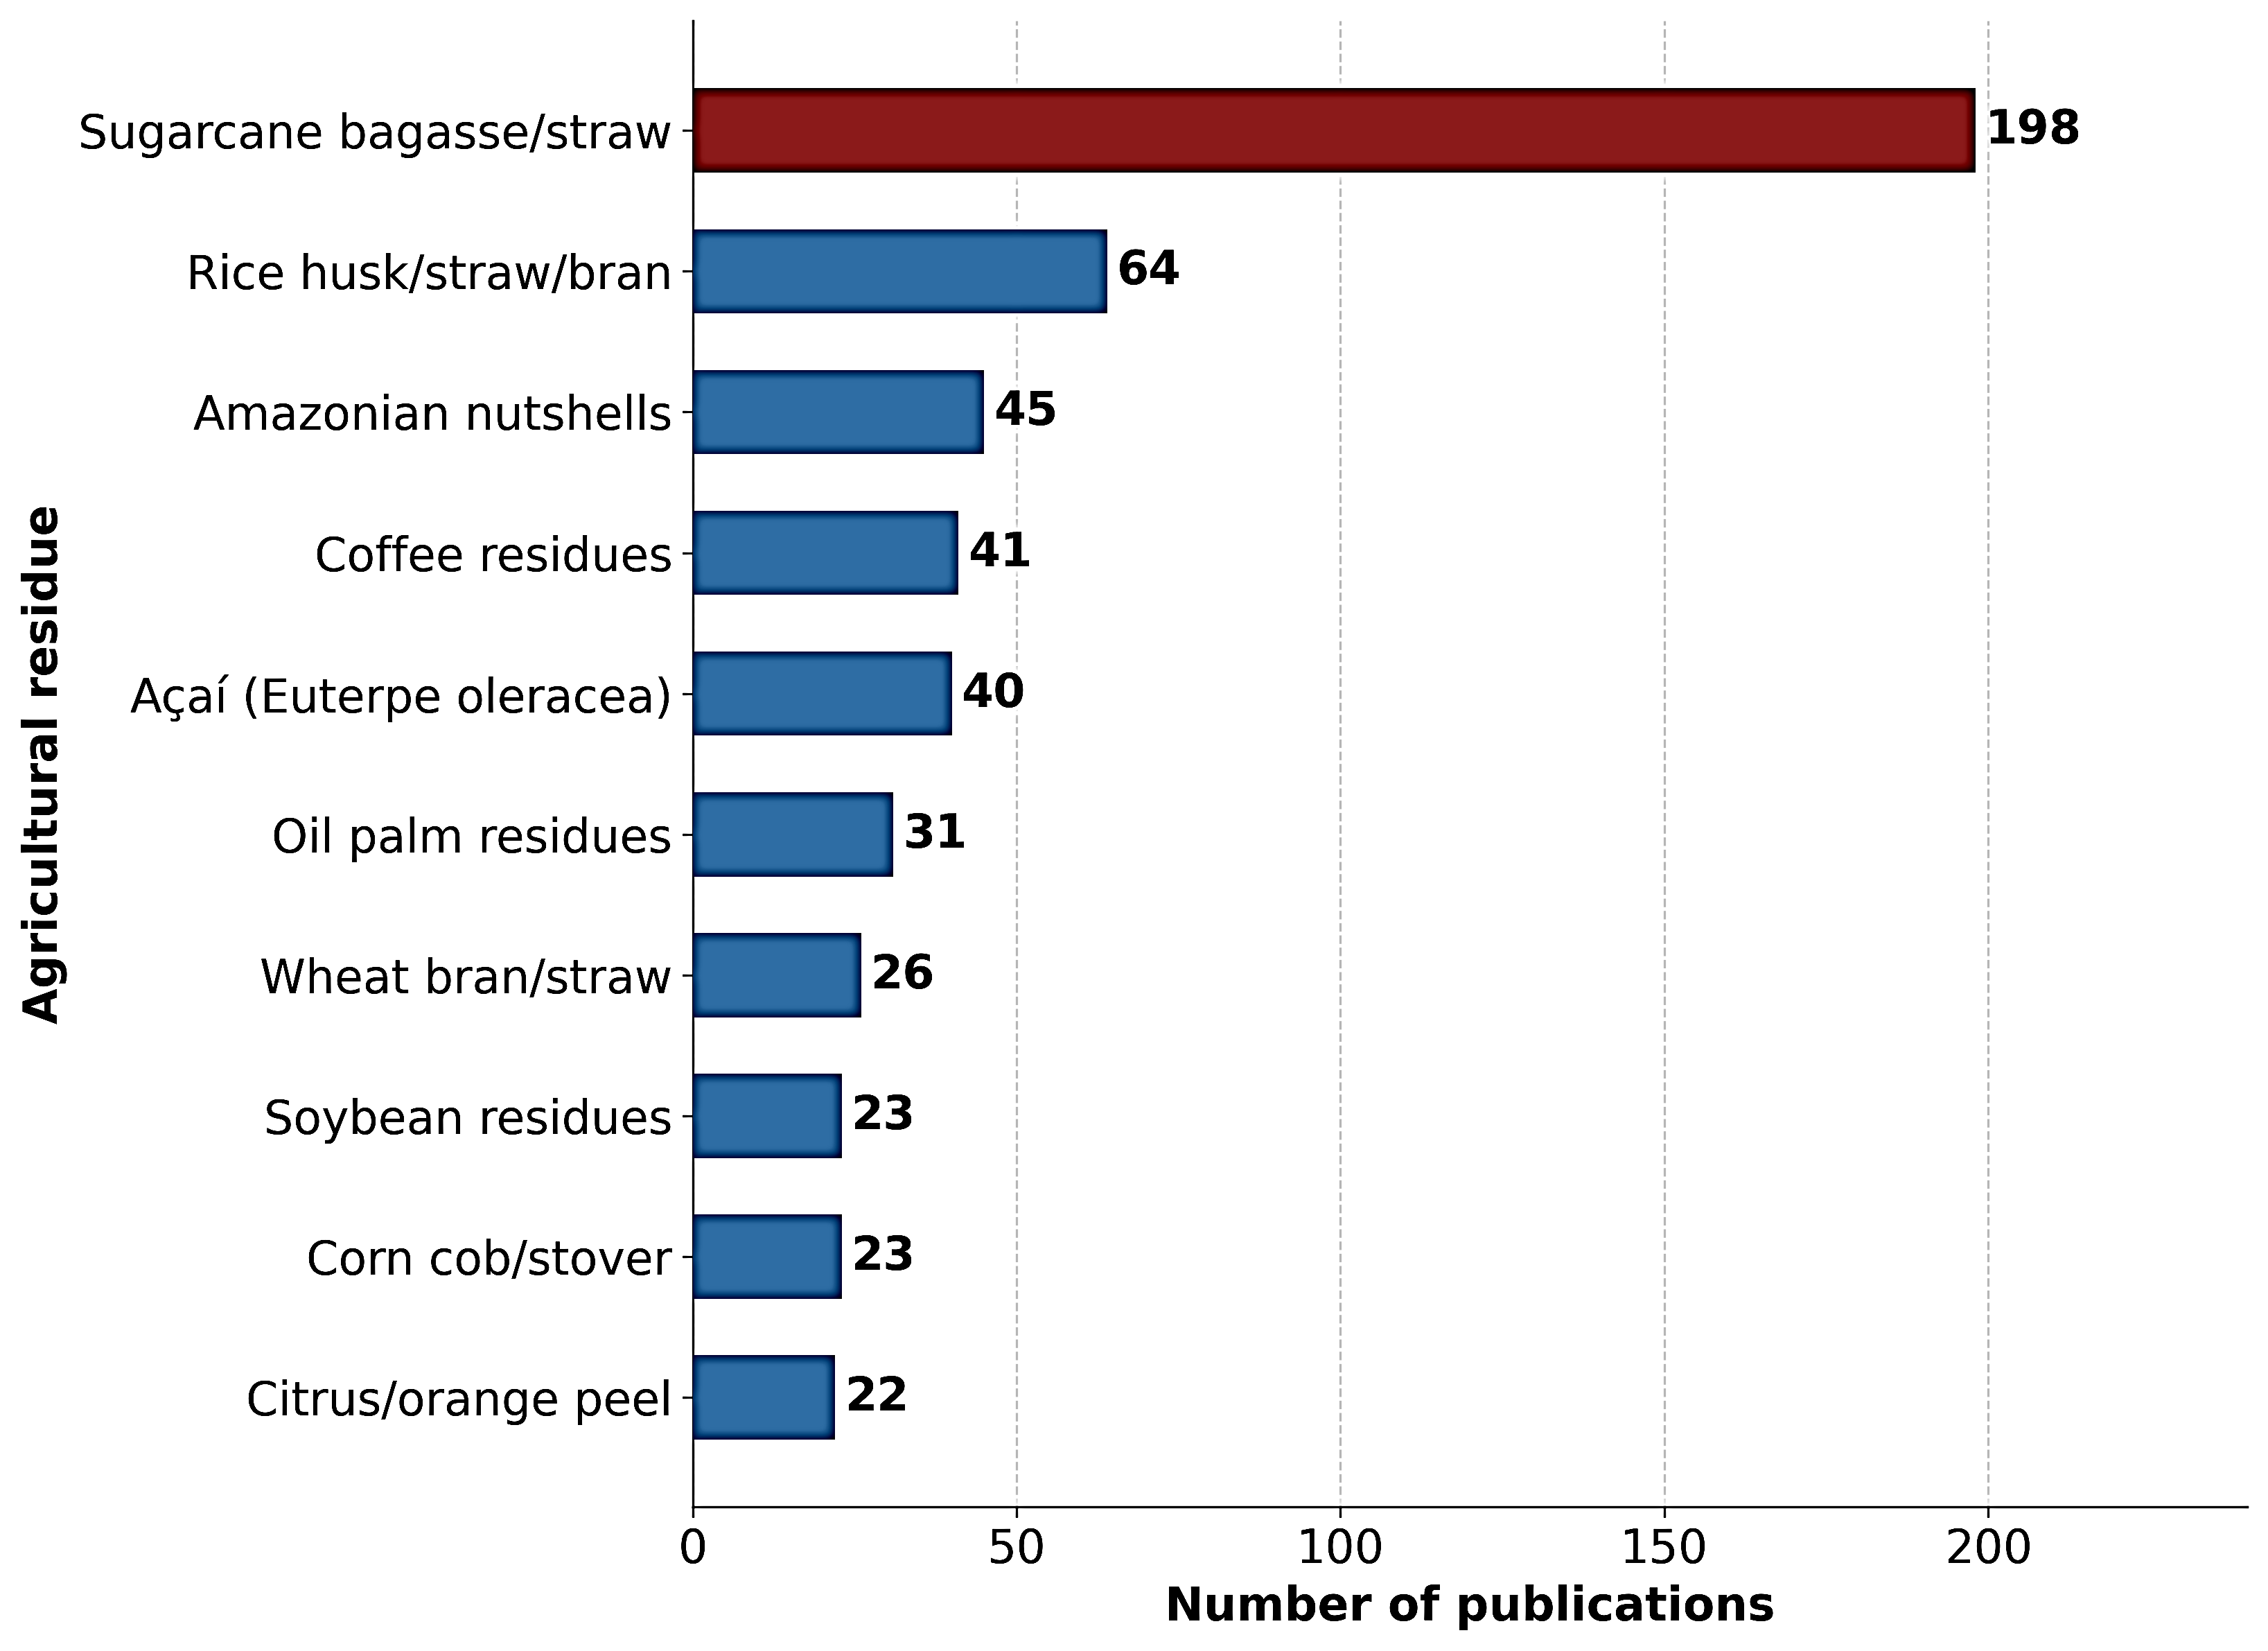 Sugarcane bagasse/straw 198
Rice husk/straw/bran 64
Amazonian nutshells 45
Coffee residues 41
Açaí (Euterpe oleracea) 40
Oil palm residues 31
Wheat bran/straw 26
Soybean residues 23
Corn cob/stover 23
Citrus/orange peel 22
Agricultural residue
0 50 100 150 200
Number of publications